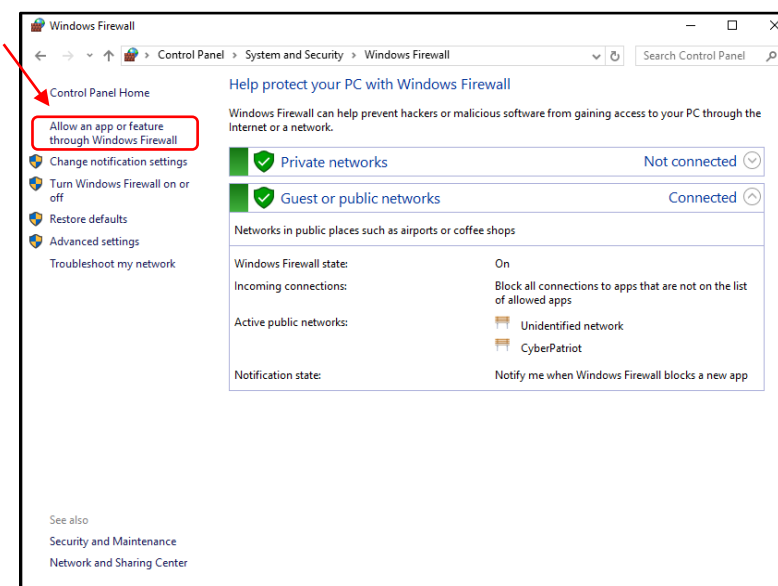 Windows Firewall
Control Panel > System and Security > Windows Firewall
Search Control Panel
Control Panel Home
Allow an app or feature
through Windows Firewall
Change notification settings
Turn Windows Firewall on or
off
Restore defaults
Advanced settings
Troubleshoot my network
Help protect your PC with Windows Firewall
Windows Firewall can help prevent hackers or malicious software from gaining access to your PC through the
Internet or a network.
Private networks Not connected
Guest or public networks Connected
Networks in public places such as airports or coffee shops
Windows Firewall state: On
Incoming connections: Block all connections to apps that are not on the list
of allowed apps
Active public networks: Unidentified network
CyberPatriot
Notification state: Notify me when Windows Firewall blocks a new app
See also
Security and Maintenance
Network and Sharing Center